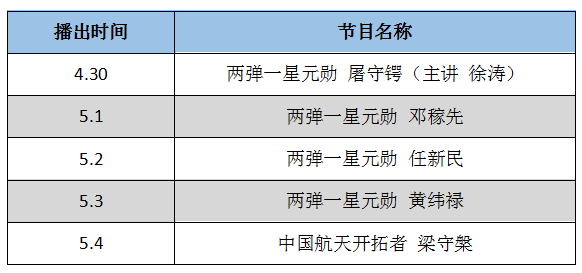 播出时间 节目名称
4.30 两弹一星元勋 屠守锷（主讲 徐涛）
5.1 两弹一星元勋 邓稼先
5.2 两弹一星元勋 任新民
5.3 两弹一星元勋 黄纬禄
5.4 中国航天开拓者 梁守槃